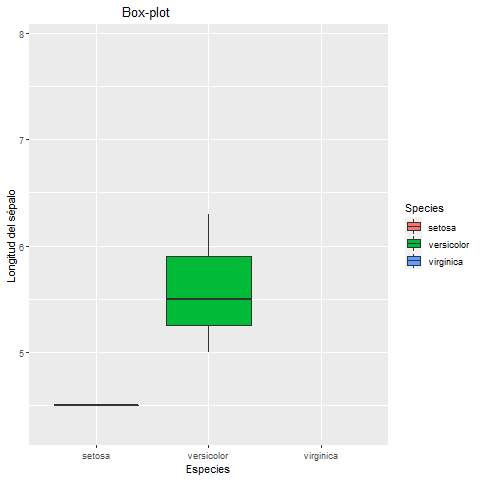 Box-plot
8
7
6
5
Longitud del sépalo
setosa
versicolor
virginica
Especies
Species
setosa
versicolor
virginica